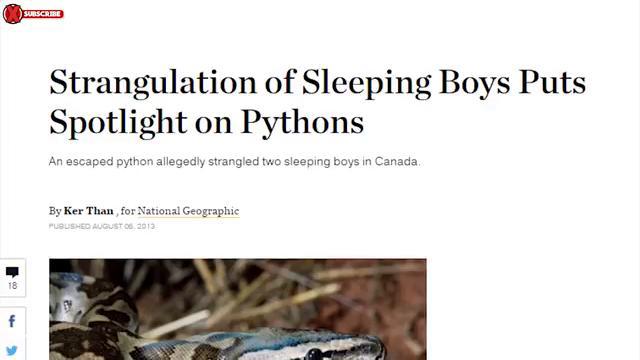 SUBSCRIBE
Strangulation of Sleeping Boys Puts
Spotlight on Pythons
An escaped python allegedly strangled two sleeping boys in Canada.
By Ker Than , for National Geographic
PUBLISHED AUGUST 06, 2013
18